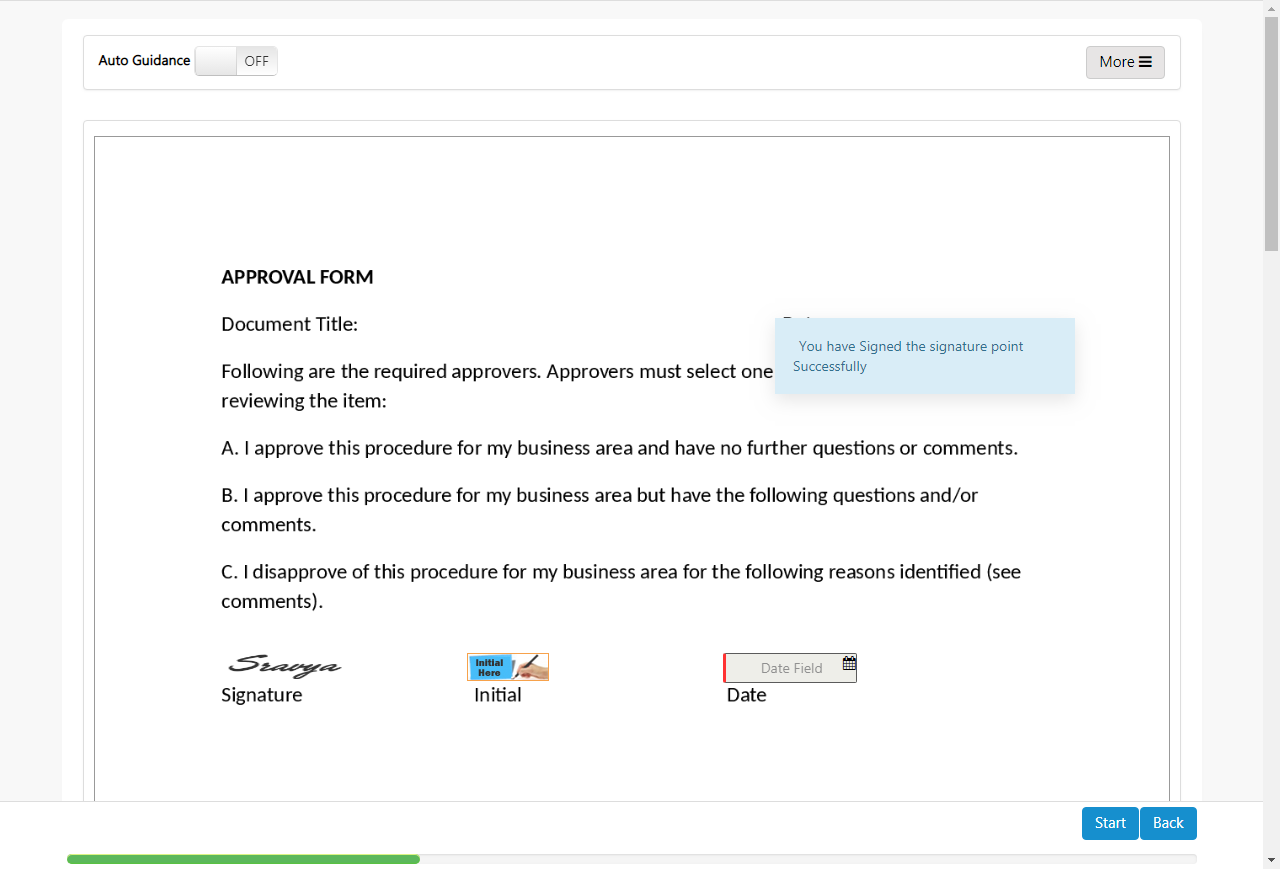 Auto Guidance OFF More
APPROVAL FORM
Document Title:
You have Signed the signature point
Successfully
Following are the required approvers. Approvers must select one
reviewing the item:
A. I approve this procedure for my business area and have no further questions or comments.
B. I approve this procedure for my business area but have the following questions and/or
comments.
C. I disapprove of this procedure for my business area for the following reasons identified (see
comments).
Sravya Initial Here Date Field
Signature Initial Date
Start Back